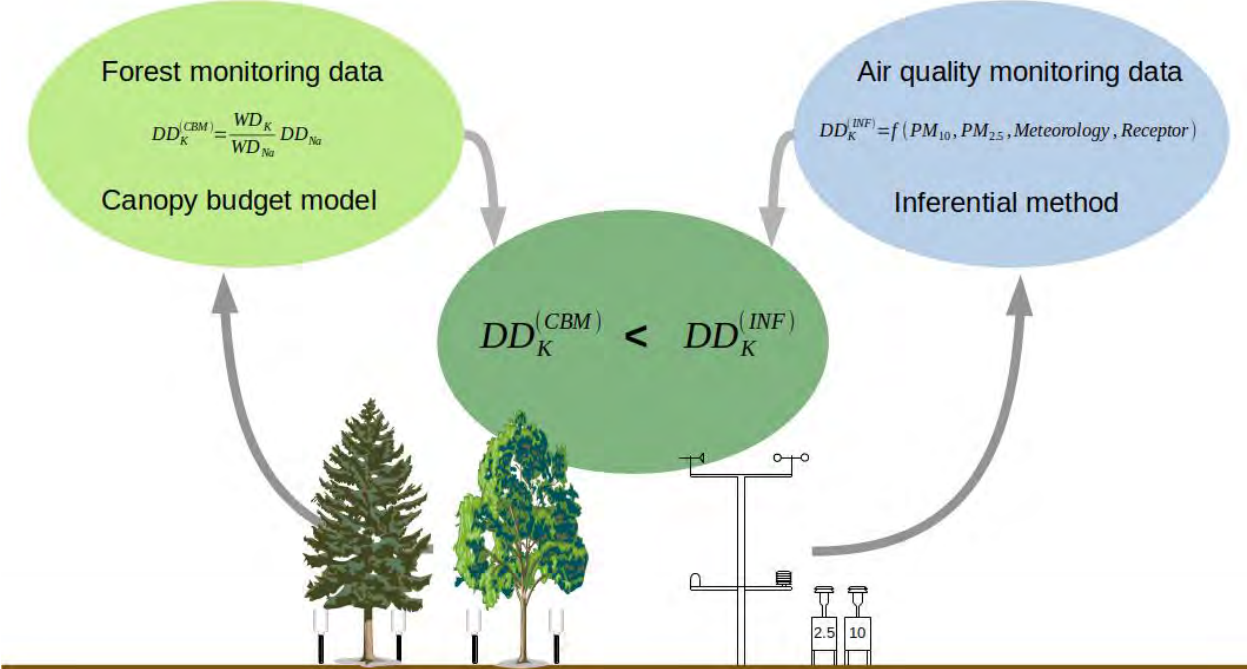 Forest monitoring data
DD_K^(CBM) = WD_K / WD_Na DD_Na
Canopy budget model
Air quality monitoring data
DD_K^(INF) = f(PM_10, PM_2.5, Meteorology, Receptor)
Inferential method
DD_K^(CBM) < DD_K^(INF)
2.5 10